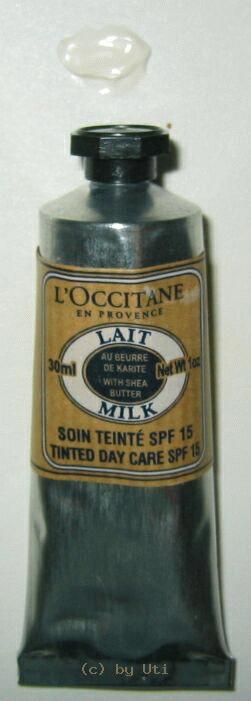 L'OCCITANE
EN PROVENCE
LAIT
30ml
AU BEURRE
DE KARITE
WITH SHEA
BUTTER
Net Wt 1oz
MILK
SOIN TEINTÉ SPF 15
TINTED DAY CARE SPF 15
(c) by Uti